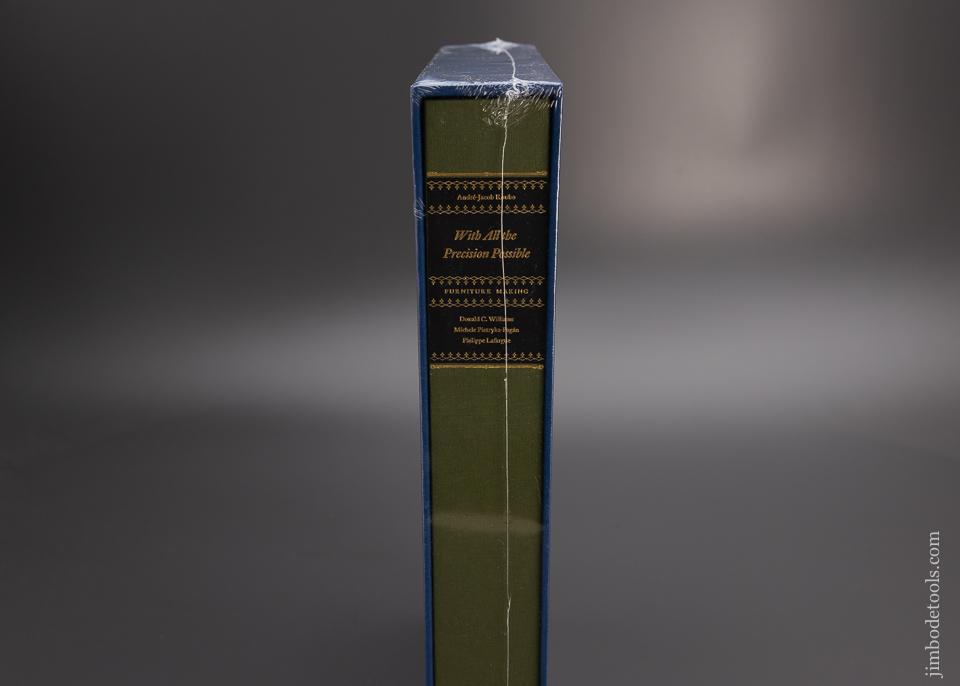 André-Jacob Roubo
With All the
Precision Possible
FURNITURE MAKING
Donald C. Williams
Michele Pietryka-Pagán
Philippe Lafargue
jimbodetools.com